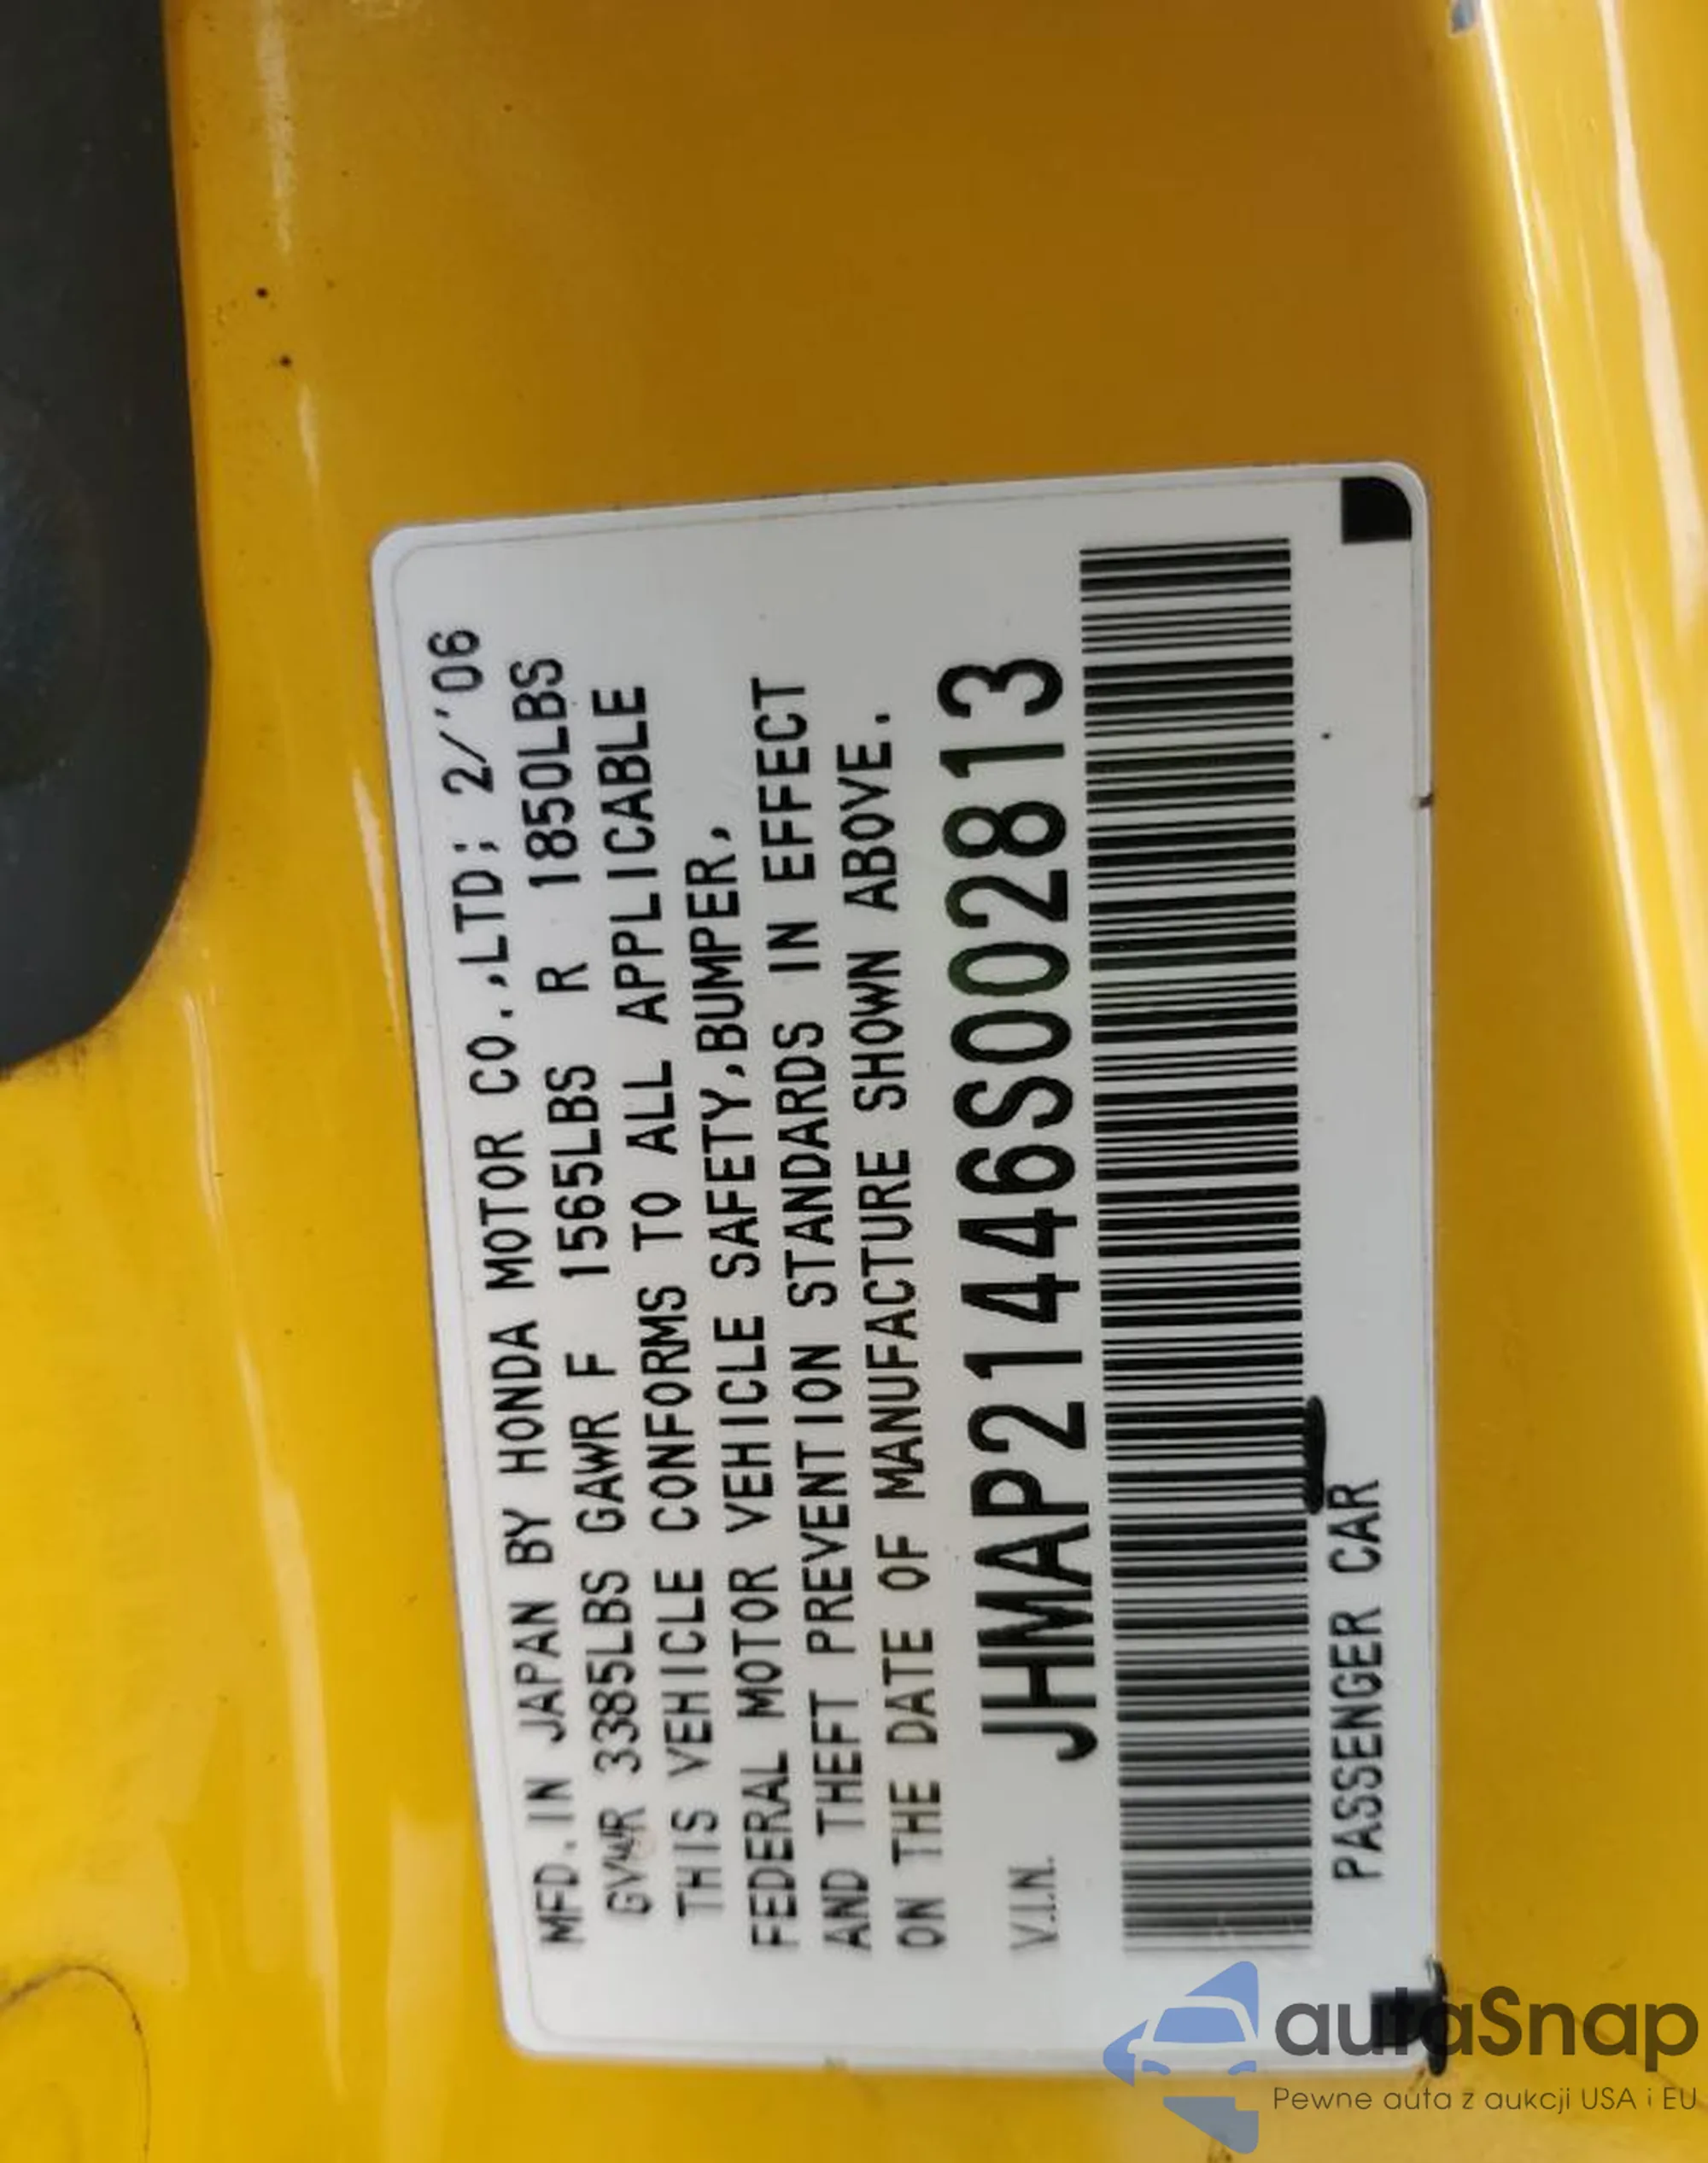 MFD.IN JAPAN BY HONDA MOTOR CO.,LTD; 2/'06
GVWR 3385LBS GAWR F 1565LBS R 1850LBS
THIS VEHICLE CONFORMS TO ALL APPLICABLE
FEDERAL MOTOR VEHICLE SAFETY,BUMPER,
AND THEFT PREVENTION STANDARDS IN EFFECT
ON THE DATE OF MANUFACTURE SHOWN ABOVE.
V.I.N. JHMAP21446S002813
PASSENGER CAR
autaSnap
Pewne auta z aukcji USA i EU